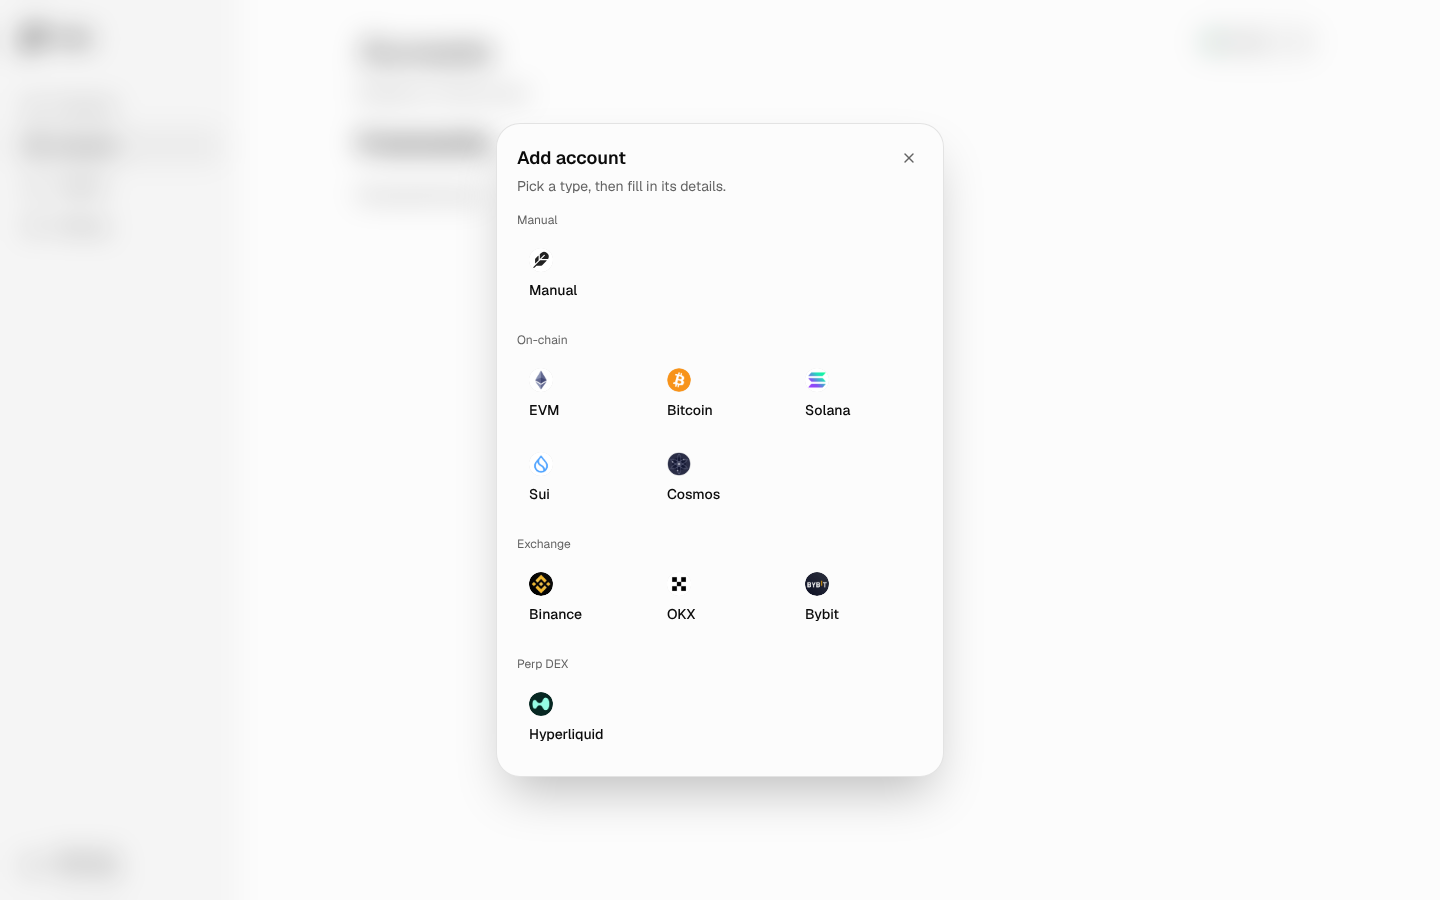 Add account
Pick a type, then fill in its details.
Manual
Manual
On-chain
EVM
Bitcoin
Solana
Sui
Cosmos
Exchange
Binance
OKX
BYBIT
Bybit
Perp DEX
Hyperliquid